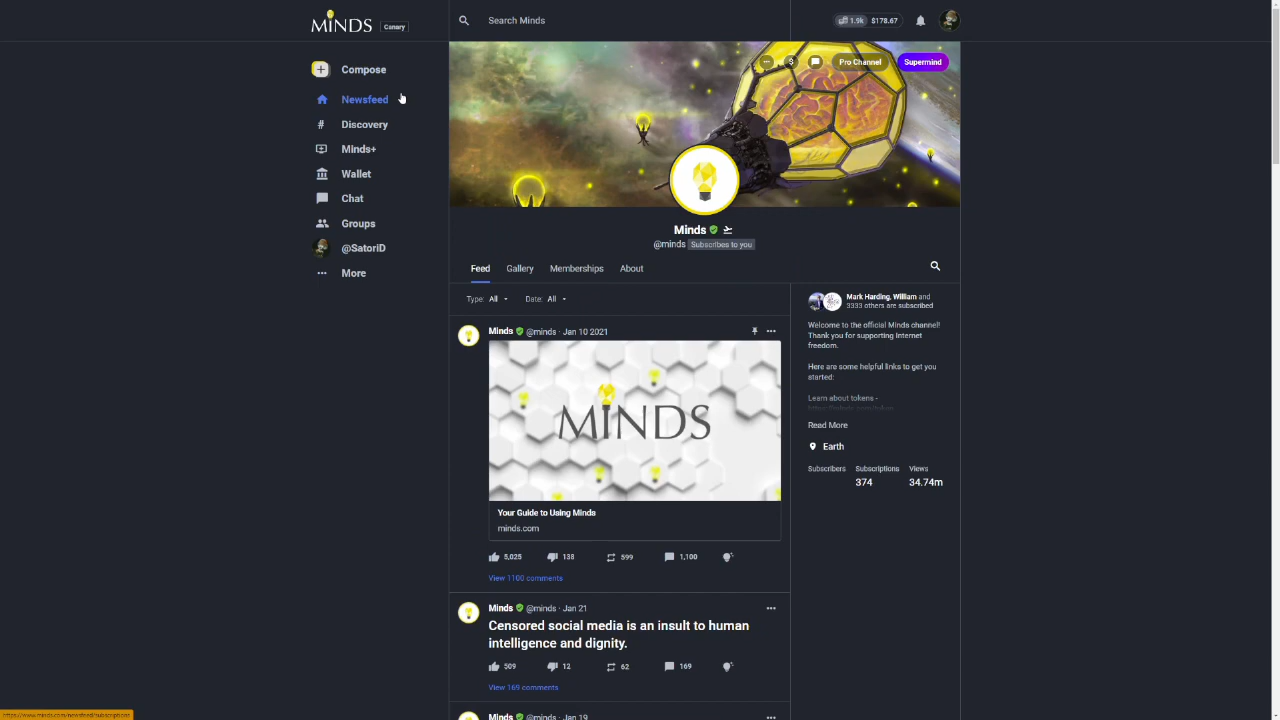 MINDS
Canary
Search Minds
1.9k $178.67
Compose
Newsfeed
Discovery
Minds+
Wallet
Chat
Groups
@SatoriD
More
$
Pro Channel
Supermind
Minds
@minds Subscribes to you
Feed Gallery Memberships About
Type: All Date: All
Minds @minds · Jan 10 2021
MINDS
Your Guide to Using Minds
minds.com
5,025 138 599 1,100
View 1100 comments
Minds @minds · Jan 21
Censored social media is an insult to human
intelligence and dignity.
509 12 62 169
View 169 comments
Minds @minds · Jan 19
Mark Harding, William and
3333 others are subscribed
Welcome to the official Minds channel!
Thank you for supporting Internet
freedom.
Here are some helpful links to get you
started:
Learn about tokens -
Read More
Earth
Subscribers Subscriptions Views
374 34.74m
https://www.minds.com/newsfeed/subscriptions